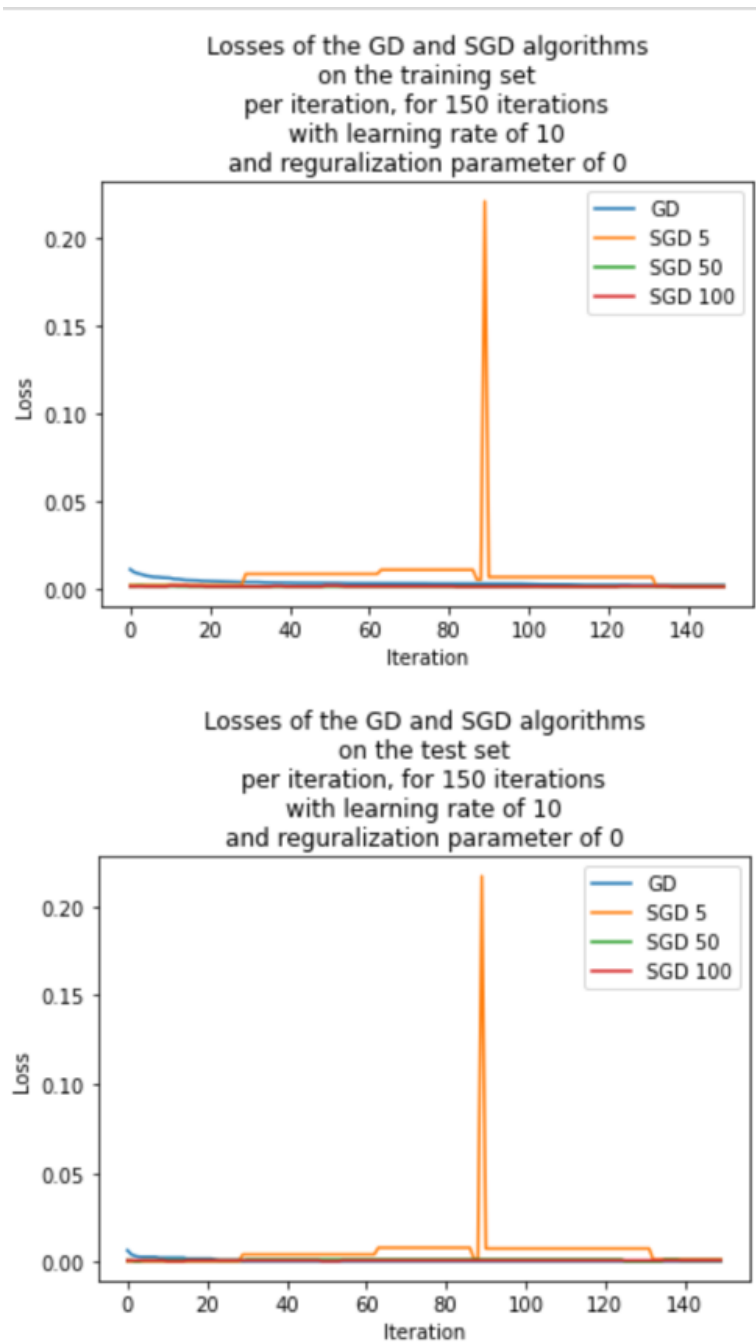 Losses of the GD and SGD algorithms
on the training set
per iteration, for 150 iterations
with learning rate of 10
and reguralization parameter of 0
GD
SGD 5
SGD 50
SGD 100
0.20
0.15
0.10
0.05
0.00
Loss
0 20 40 60 80 100 120 140
Iteration
Losses of the GD and SGD algorithms
on the test set
per iteration, for 150 iterations
with learning rate of 10
and reguralization parameter of 0
GD
SGD 5
SGD 50
SGD 100
0.20
0.15
0.10
0.05
0.00
Loss
0 20 40 60 80 100 120 140
Iteration